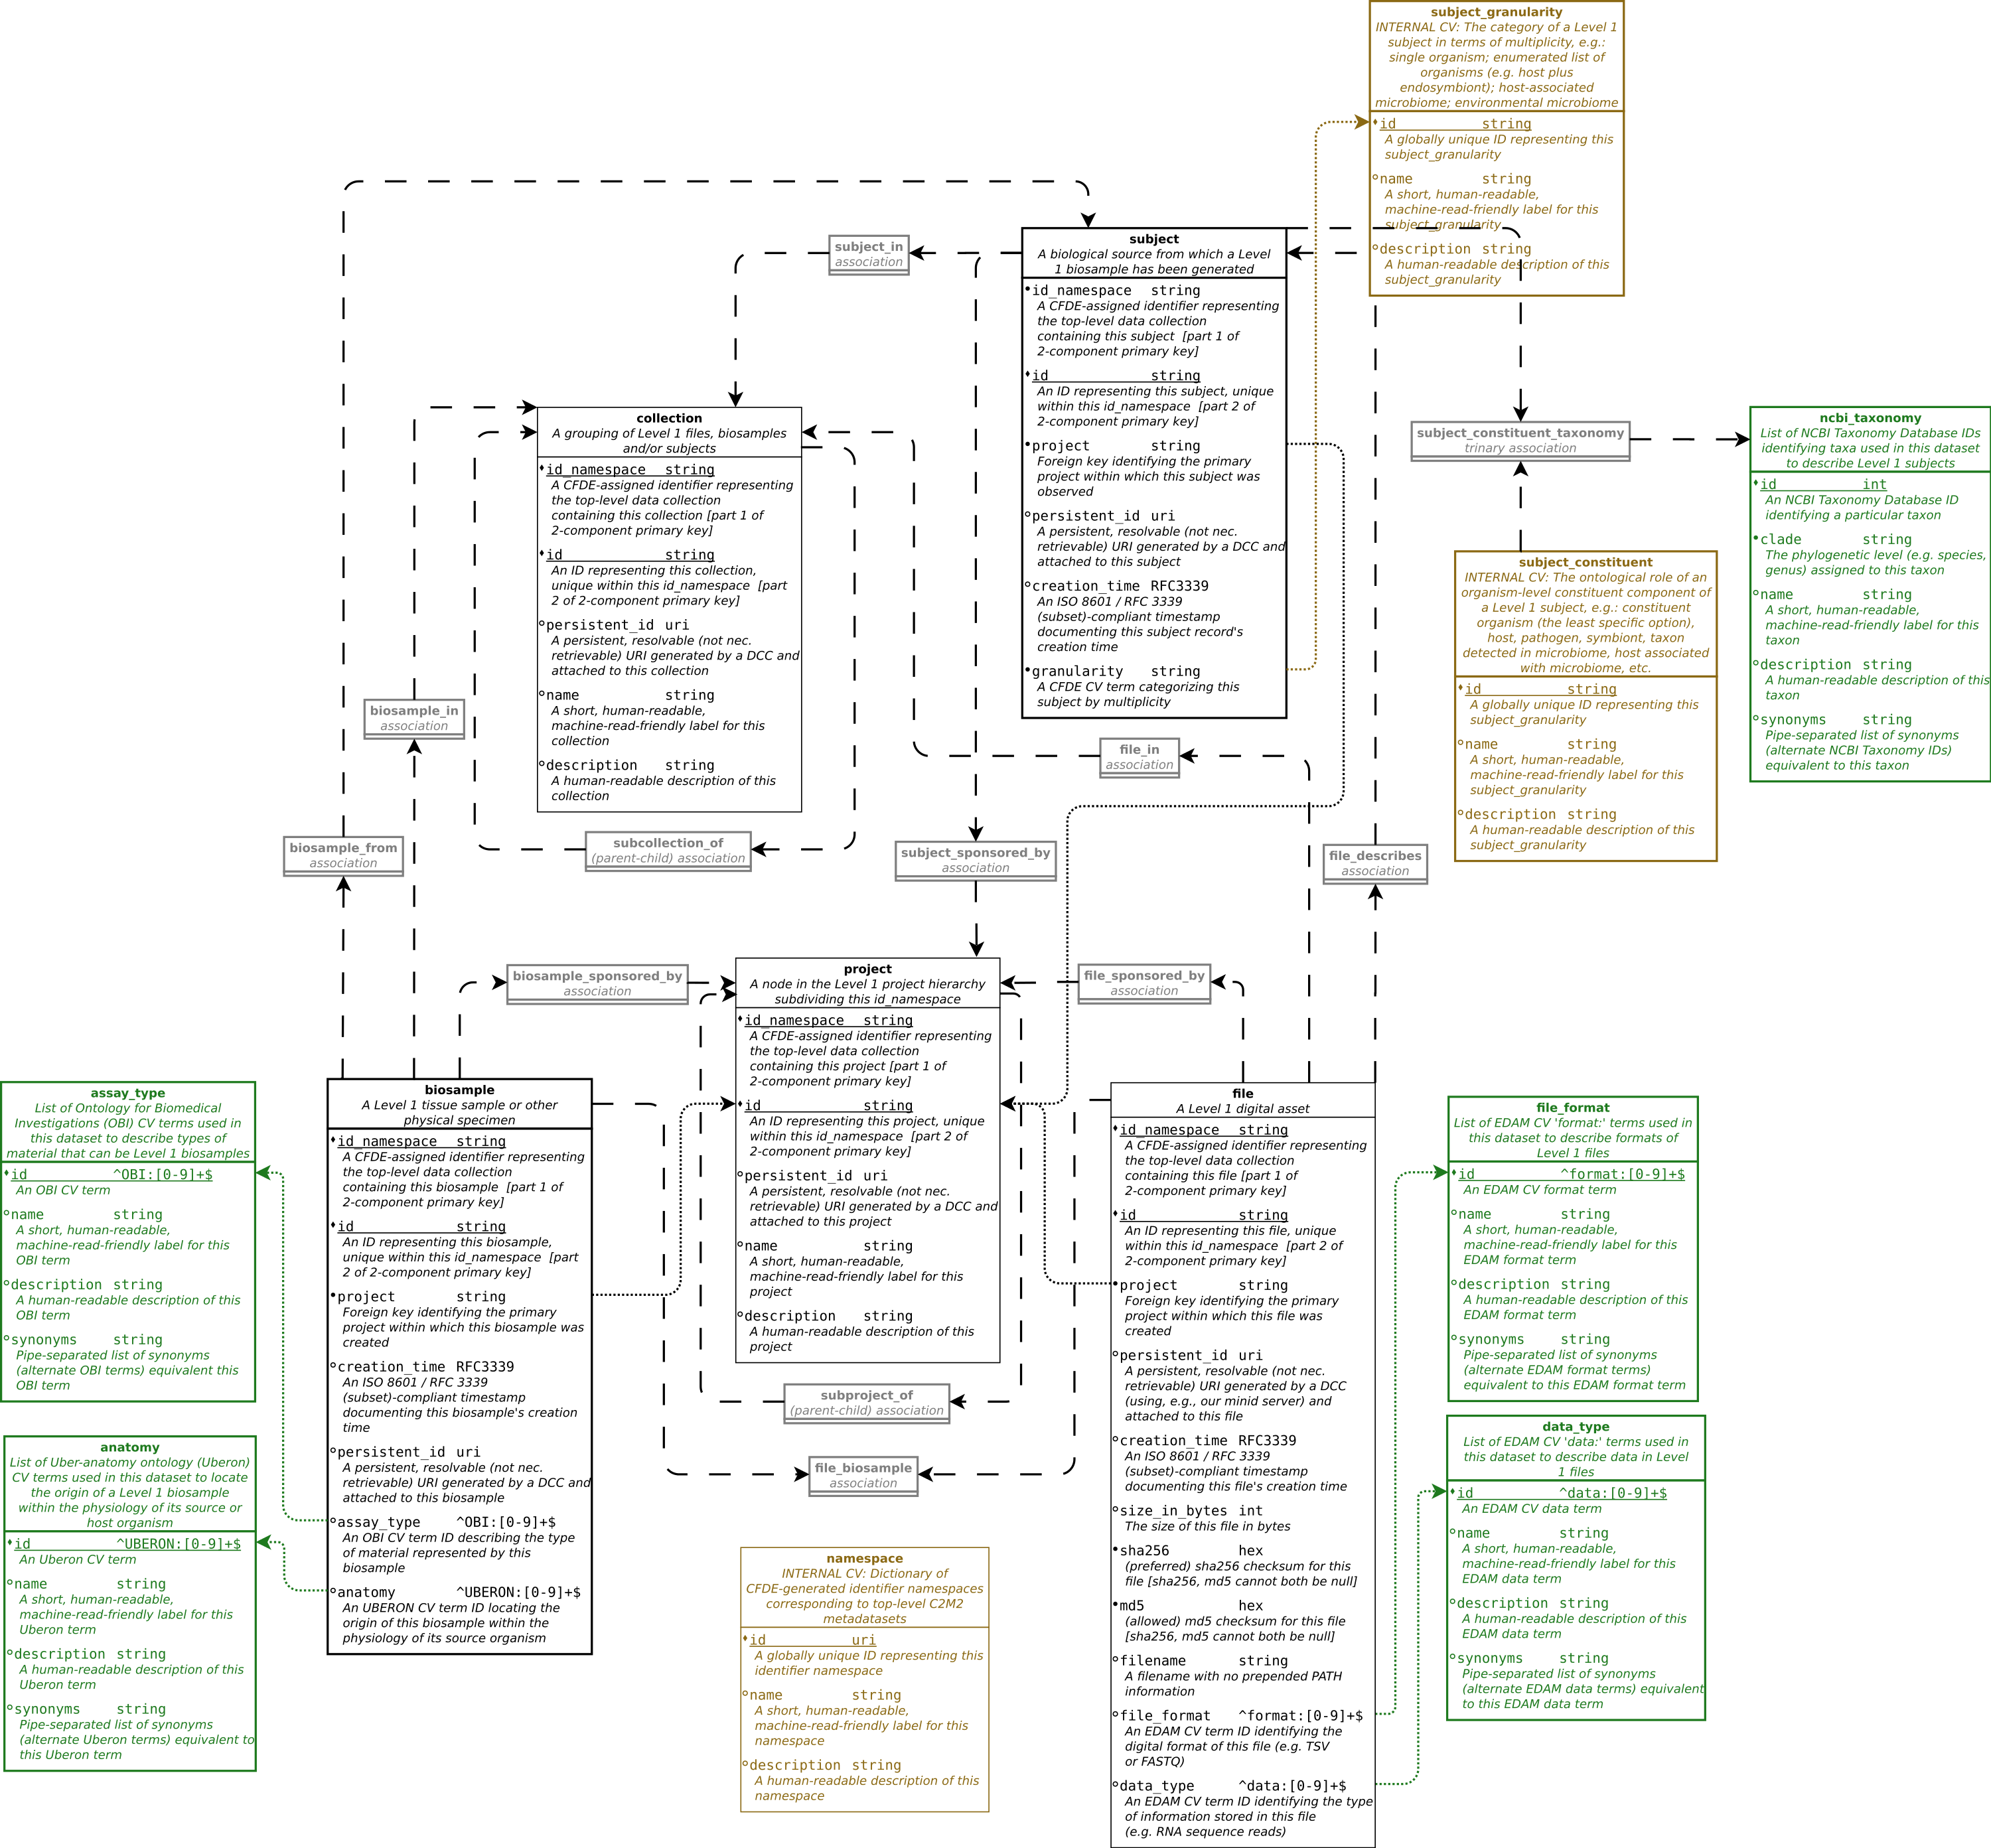 subject_granularity
INTERNAL CV: The category of a Level 1
subject in terms of multiplicity, e.g.:
single organism; enumerated list of
organisms (e.g. host plus
endosymbiont); host-associated
microbiome; environmental microbiome
id string
A globally unique ID representing this
subject_granularity
name string
A short, human-readable,
machine-read-friendly label for this
subject_granularity
description string
A human-readable description of this
subject_granularity
subject_in
association
subject
A biological source from which a Level
1 biosample has been generated
id_namespace string
A CFDE-assigned identifier representing
the top-level data collection
containing this subject [part 1 of
2-component primary key]
id string
An ID representing this subject, unique
within this id_namespace [part 2 of
2-component primary key]
project string
Foreign key identifying the primary
project within which this subject was
observed
persistent_id uri
A persistent, resolvable (not nec.
retrievable) URI generated by a DCC and
attached to this subject
creation_time RFC3339
An ISO 8601 / RFC 3339
(subset)-compliant timestamp
documenting this subject record's
creation time
granularity string
A CFDE CV term categorizing this
subject by multiplicity
collection
A grouping of Level 1 files, biosamples
and/or subjects
id_namespace string
A CFDE-assigned identifier representing
the top-level data collection
containing this collection [part 1 of
2-component primary key]
id string
An ID representing this collection,
unique within this id_namespace [part
2 of 2-component primary key]
persistent_id uri
A persistent, resolvable (not nec.
retrievable) URI generated by a DCC and
attached to this collection
name string
A short, human-readable,
machine-read-friendly label for this
collection
description string
A human-readable description of this
collection
subject_constituent_taxonomy
trinary association
ncbi_taxonomy
List of NCBI Taxonomy Database IDs
identifying taxa used in this dataset
to describe Level 1 subjects
id int
An NCBI Taxonomy Database ID
identifying a particular taxon
clade string
The phylogenetic level (e.g. species,
genus) assigned to this taxon
name string
A short, human-readable,
machine-read-friendly label for this
taxon
description string
A human-readable description of this
taxon
synonyms string
Pipe-separated list of synonyms
(alternate NCBI Taxonomy IDs)
equivalent to this taxon
subject_constituent
INTERNAL CV: The ontological role of an
organism-level constituent component of
a Level 1 subject, e.g.: constituent
organism (the least specific option),
host, pathogen, symbiont, taxon
detected in microbiome, host associated
with microbiome, etc.
id string
A globally unique ID representing this
subject_granularity
name string
A short, human-readable,
machine-read-friendly label for this
subject_granularity
description string
A human-readable description of this
subject_granularity
biosample_in
association
file_in
association
biosample_from
association
subcollection_of
(parent-child) association
subject_sponsored_by
association
file_describes
association
biosample_sponsored_by
association
project
A node in the Level 1 project hierarchy
subdividing this id_namespace
id_namespace string
A CFDE-assigned identifier representing
the top-level data collection
containing this project [part 1 of
2-component primary key]
id string
An ID representing this project, unique
within this id_namespace [part 2 of
2-component primary key]
persistent_id uri
A persistent, resolvable (not nec.
retrievable) URI generated by a DCC and
attached to this project
name string
A short, human-readable,
machine-read-friendly label for this
project
description string
A human-readable description of this
project
file_sponsored_by
association
assay_type
List of Ontology for Biomedical
Investigations (OBI) CV terms used in
this dataset to describe types of
material that can be Level 1 biosamples
id ^OBI:[0-9]+$
An OBI CV term
name string
A short, human-readable,
machine-read-friendly label for this
OBI term
description string
A human-readable description of this
OBI term
synonyms string
Pipe-separated list of synonyms
(alternate OBI terms) equivalent this
OBI term
anatomy
List of Uber-anatomy ontology (Uberon)
CV terms used in this dataset to locate
the origin of a Level 1 biosample
within the physiology of its source or
host organism
id ^UBERON:[0-9]+$
An Uberon CV term
name string
A short, human-readable,
machine-read-friendly label for this
Uberon term
description string
A human-readable description of this
Uberon term
synonyms string
Pipe-separated list of synonyms
(alternate Uberon terms) equivalent to
this Uberon term
biosample
A Level 1 tissue sample or other
physical specimen
id_namespace string
A CFDE-assigned identifier representing
the top-level data collection
containing this biosample [part 1 of
2-component primary key]
id string
An ID representing this biosample,
unique within this id_namespace [part
2 of 2-component primary key]
project string
Foreign key identifying the primary
project within which this biosample was
created
creation_time RFC3339
An ISO 8601 / RFC 3339
(subset)-compliant timestamp
documenting this biosample's creation
time
persistent_id uri
A persistent, resolvable (not nec.
retrievable) URI generated by a DCC and
attached to this biosample
assay_type ^OBI:[0-9]+$
An OBI CV term ID describing the type
of material represented by this
biosample
anatomy ^UBERON:[0-9]+$
An UBERON CV term ID locating the
origin of this biosample within the
physiology of its source organism
subproject_of
(parent-child) association
file_biosample
association
namespace
INTERNAL CV: Dictionary of
CFDE-generated identifier namespaces
corresponding to top-level C2M2
metadatasets
id uri
A globally unique ID representing this
identifier namespace
name string
A short, human-readable,
machine-read-friendly label for this
namespace
description string
A human-readable description of this
namespace
file
A Level 1 digital asset
id_namespace string
A CFDE-assigned identifier representing
the top-level data collection
containing this file [part 1 of
2-component primary key]
id string
An ID representing this file, unique
within this id_namespace [part 2 of
2-component primary key]
project string
Foreign key identifying the primary
project within which this file was
created
persistent_id uri
A persistent, resolvable (not nec.
retrievable) URI generated by a DCC
(using, e.g., our minid server) and
attached to this file
creation_time RFC3339
An ISO 8601 / RFC 3339
(subset)-compliant timestamp
documenting this file's creation time
size_in_bytes int
The size of this file in bytes
sha256 hex
(preferred) sha256 checksum for this
file [sha256, md5 cannot both be null]
md5 hex
(allowed) md5 checksum for this file
[sha256, md5 cannot both be null]
filename string
A filename with no prepended PATH
information
file_format ^format:[0-9]+$
An EDAM CV term ID identifying the
digital format of this file (e.g. TSV
or FASTQ)
data_type ^data:[0-9]+$
An EDAM CV term ID identifying the type
of information stored in this file
(e.g. RNA sequence reads)
file_format
List of EDAM CV 'format:' terms used in
this dataset to describe formats of
Level 1 files
id ^format:[0-9]+$
An EDAM CV format term
name string
A short, human-readable,
machine-read-friendly label for this
EDAM format term
description string
A human-readable description of this
EDAM format term
synonyms string
Pipe-separated list of synonyms
(alternate EDAM format terms)
equivalent to this EDAM format term
data_type
List of EDAM CV 'data:' terms used in
this dataset to describe data in Level
1 files
id ^data:[0-9]+$
An EDAM CV data term
name string
A short, human-readable,
machine-read-friendly label for this
EDAM data term
description string
A human-readable description of this
EDAM data term
synonyms string
Pipe-separated list of synonyms
(alternate EDAM data terms) equivalent
to this EDAM data term